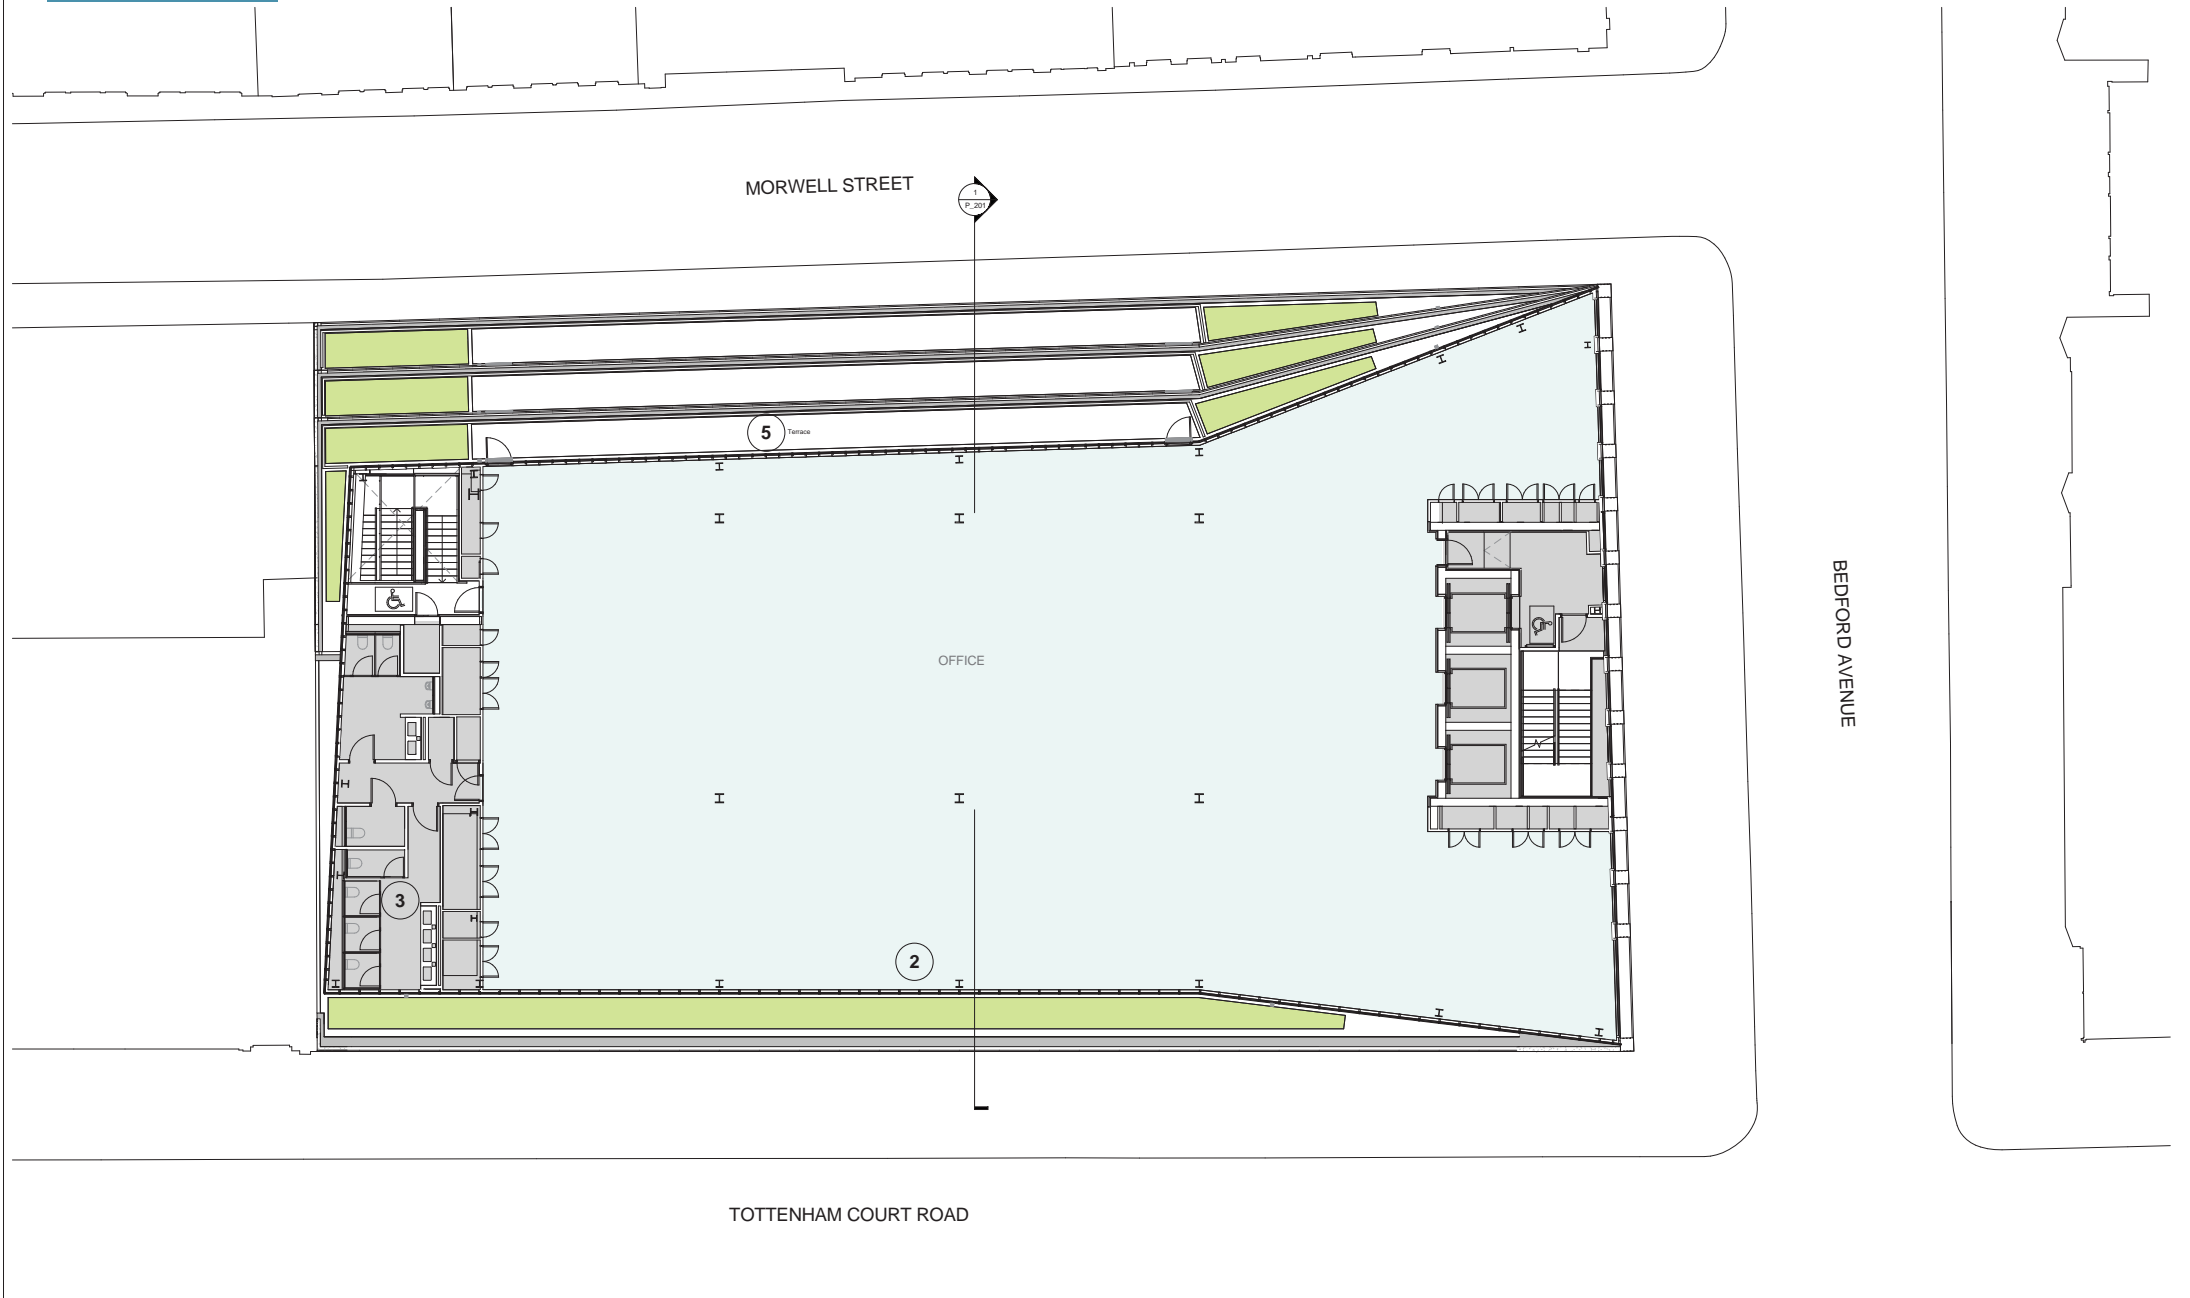 MORWELL STREET
1
P_201
5
Terrace
OFFICE
BEDFORD AVENUE
3
2
TOTTENHAM COURT ROAD